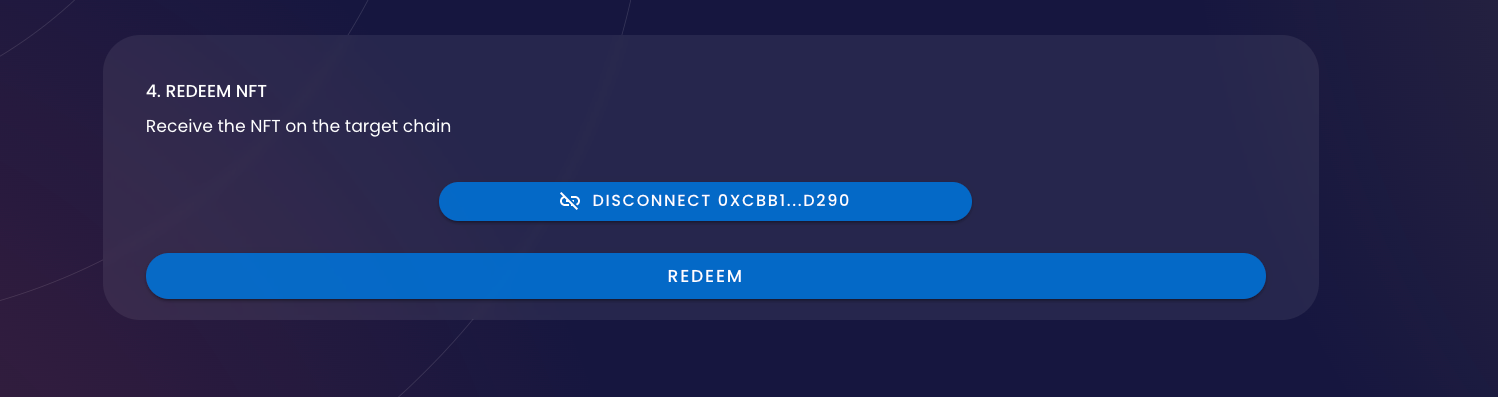 4. REDEEM NFT
Receive the NFT on the target chain
DISCONNECT 0XCBB1...D290
REDEEM